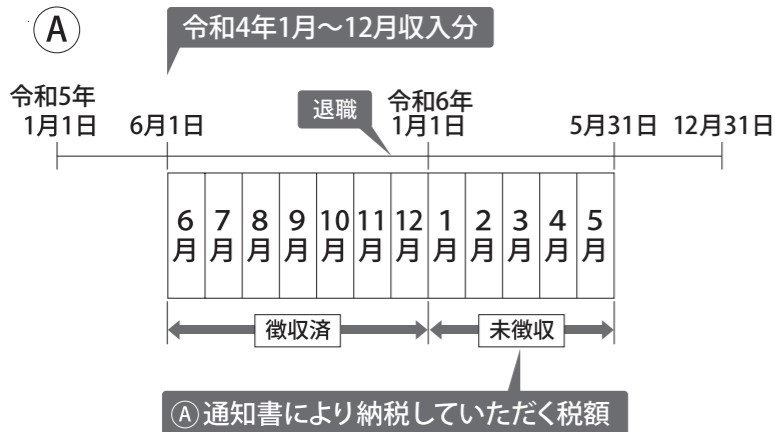 Ⓐ
令和4年1月~12月収入分
令和5年
1月1日
6月1日
退職
令和6年
1月1日
5月31日
12月31日
6月
7月
8月
9月
10月
11月
12月
1月
2月
3月
4月
5月
徴収済
未徴収
Ⓐ通知書により納税していただく税額